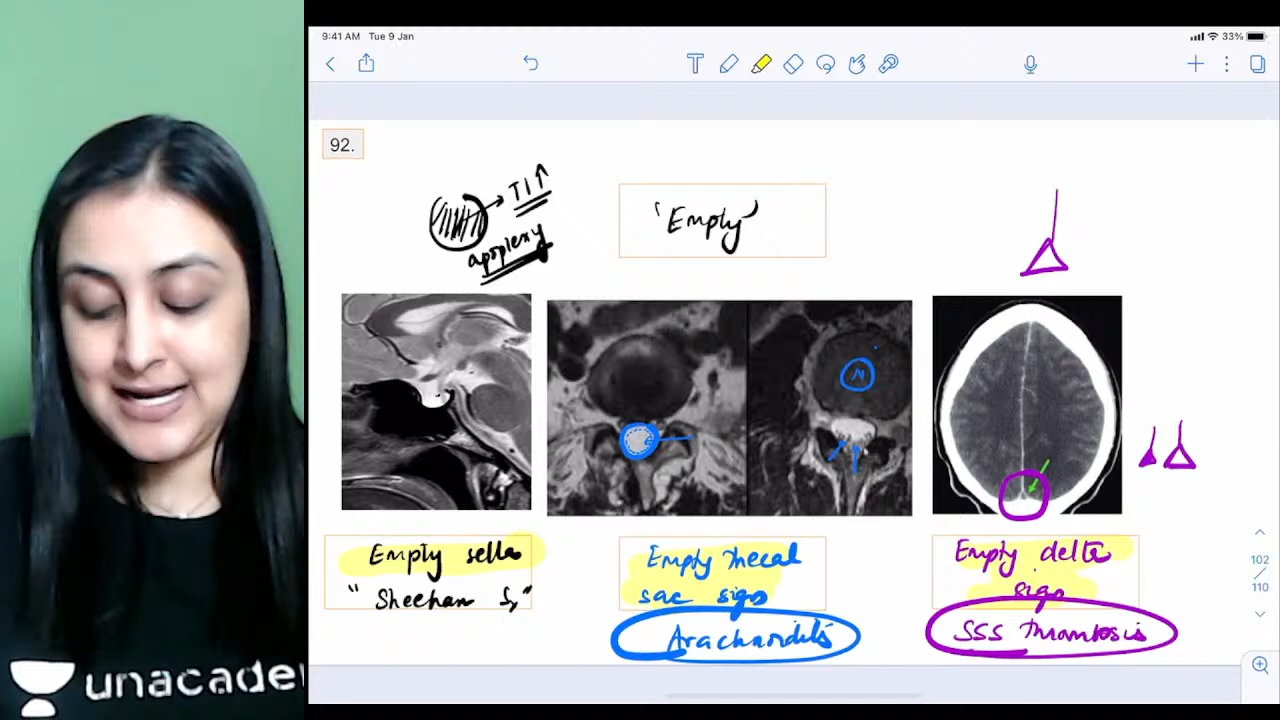 9:41 AM Tue 9 Jan
33%
92.
T1↑
apoplexy
'Empty'
N
Empty sella
"Sheehan Sy"
Empty thecal
sac sign
Arachnoiditis
Empty delta
sign
SSS thrombosis
102
110
unacade